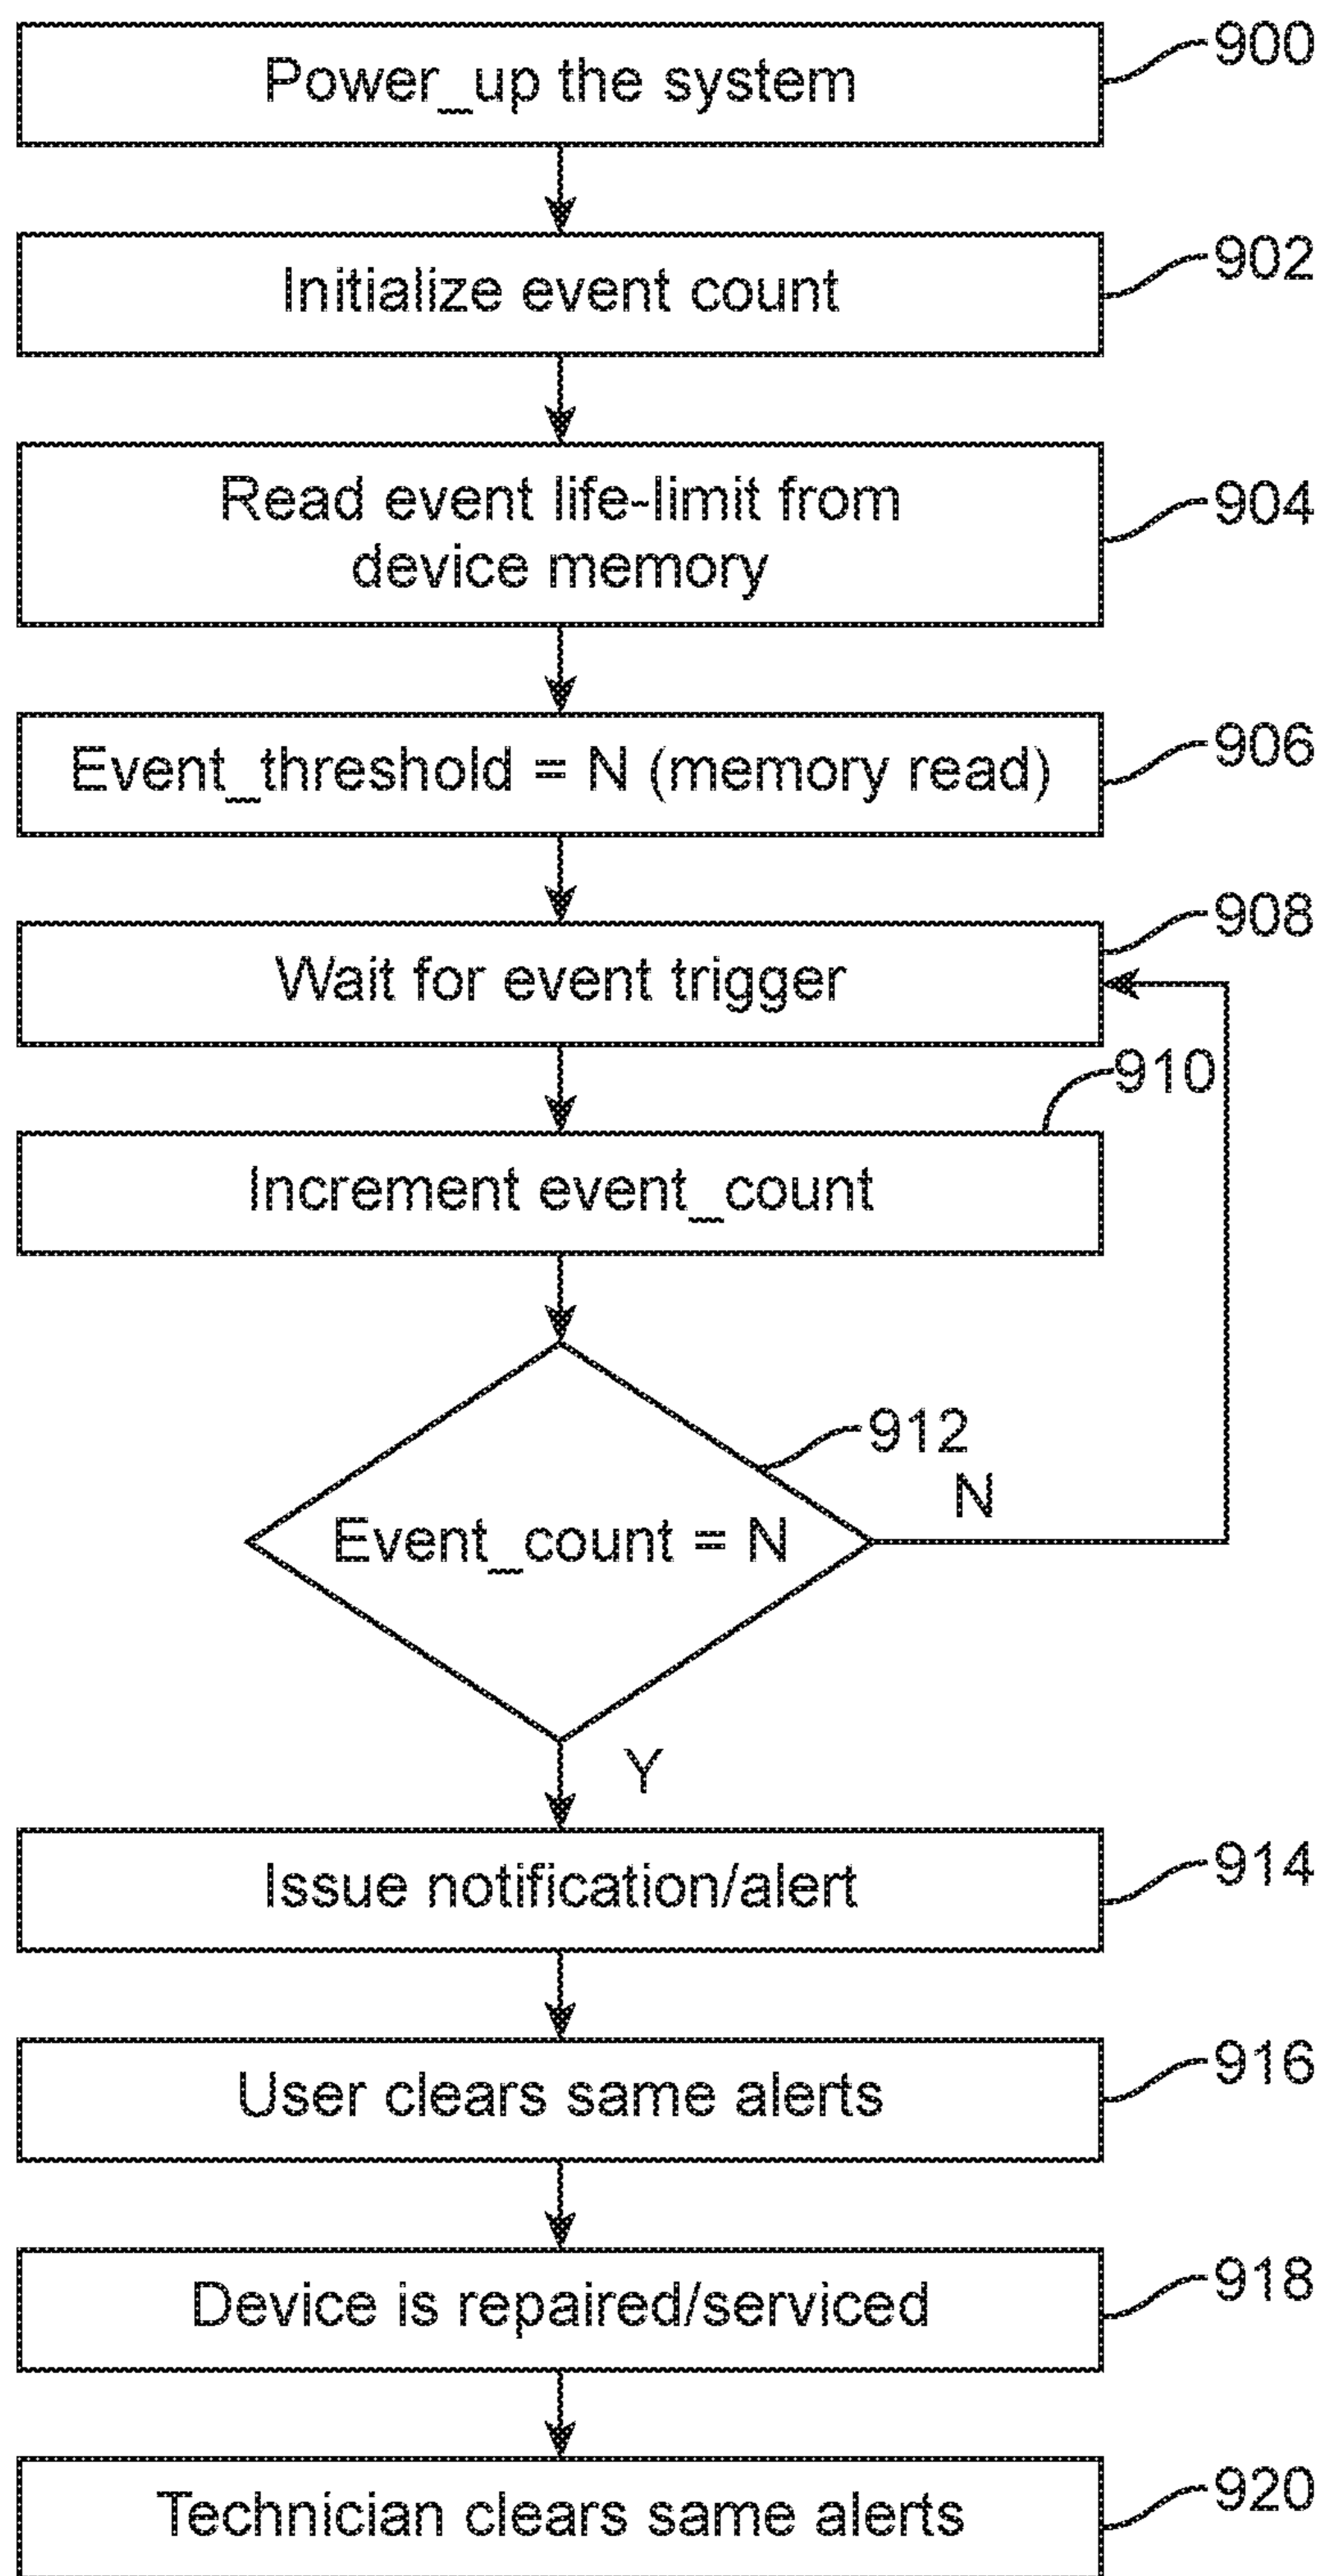 Power_up the system
900
Initialize event count
902
Read event life-limit from
device memory
904
Event_threshold = N (memory read)
906
908
Wait for event trigger
910
Increment event_count
912
N
Event_count = N
Y
Issue notification/alert
914
User clears same alerts
916
Device is repaired/serviced
918
Technician clears same alerts
920